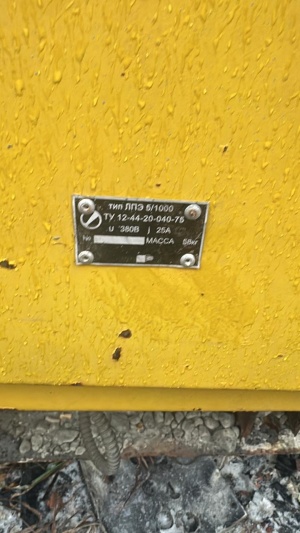 тип ЛПЭ 5/1000
ТУ 12-44-20-040-75
u ~380В j 25А
№ МАССА 58кг